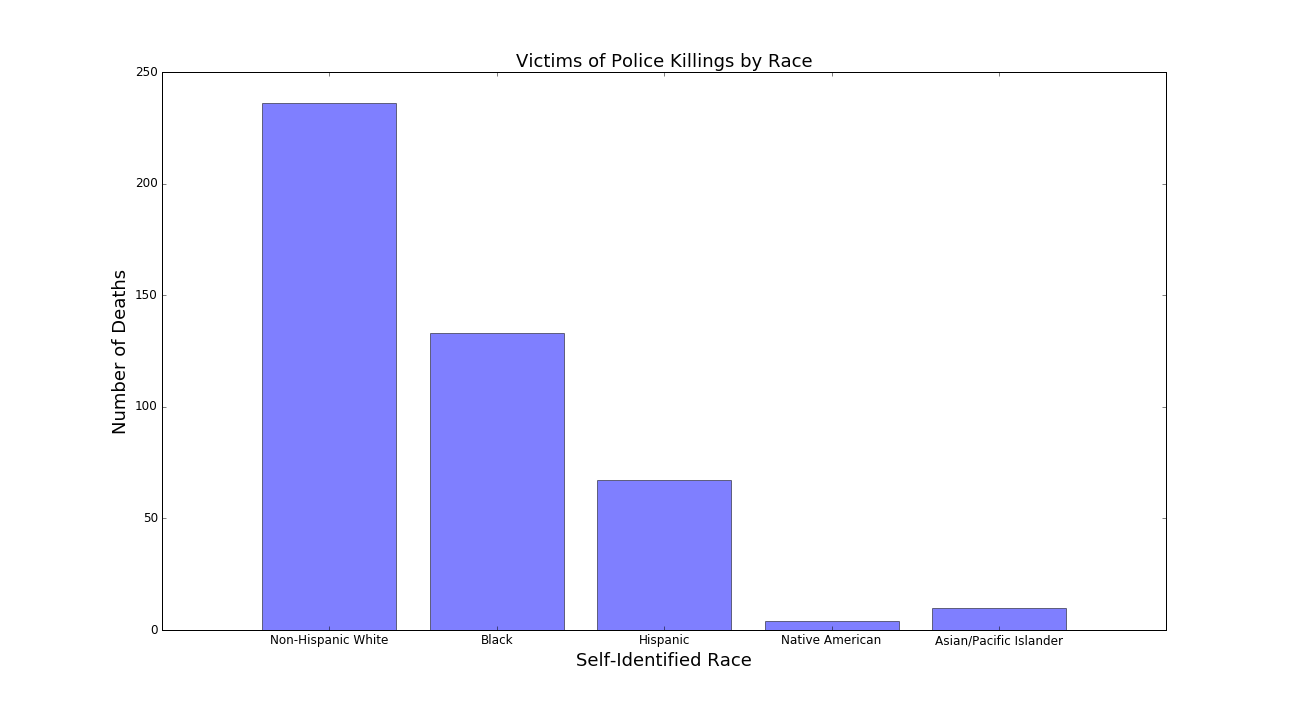 Victims of Police Killings by Race
250
200
150
100
50
0
Number of Deaths
Non-Hispanic White
Black
Hispanic
Native American
Asian/Pacific Islander
Self-Identified Race